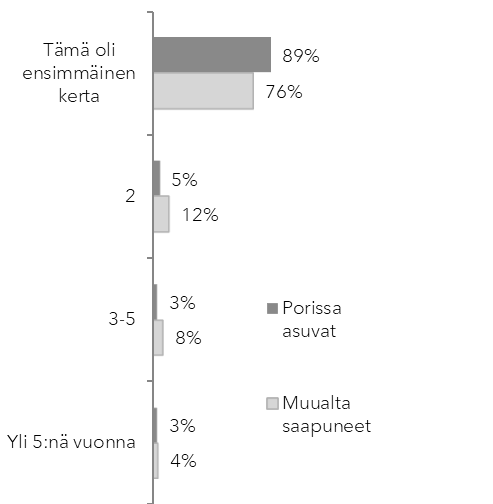 Tämä oli
ensimmäinen
kerta
89%
76%
2
5%
12%
3-5
3%
8%
Porissa
asuvat
Muualta
saapuneet
Yli 5:nä vuonna
3%
4%